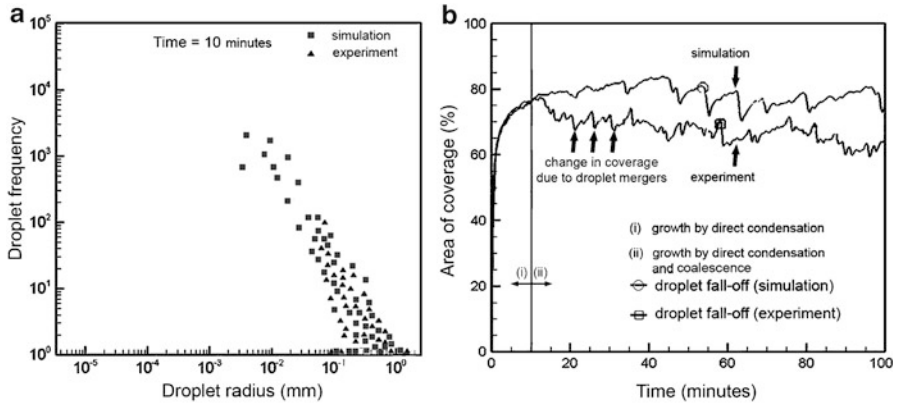 a
Time = 10 minutes
simulation
experiment
Droplet frequency
10^5
10^4
10^3
10^2
10^1
10^0
10^-5
10^-4
10^-3
10^-2
10^-1
10^0
Droplet radius (mm)
b
Area of coverage (%)
100
80
60
40
20
0
simulation
change in coverage
due to droplet mergers
experiment
(i) growth by direct condensation
(ii) growth by direct condensation
and coalescence
droplet fall-off (simulation)
droplet fall-off (experiment)
(i) (ii)
0 20 40 60 80 100
Time (minutes)